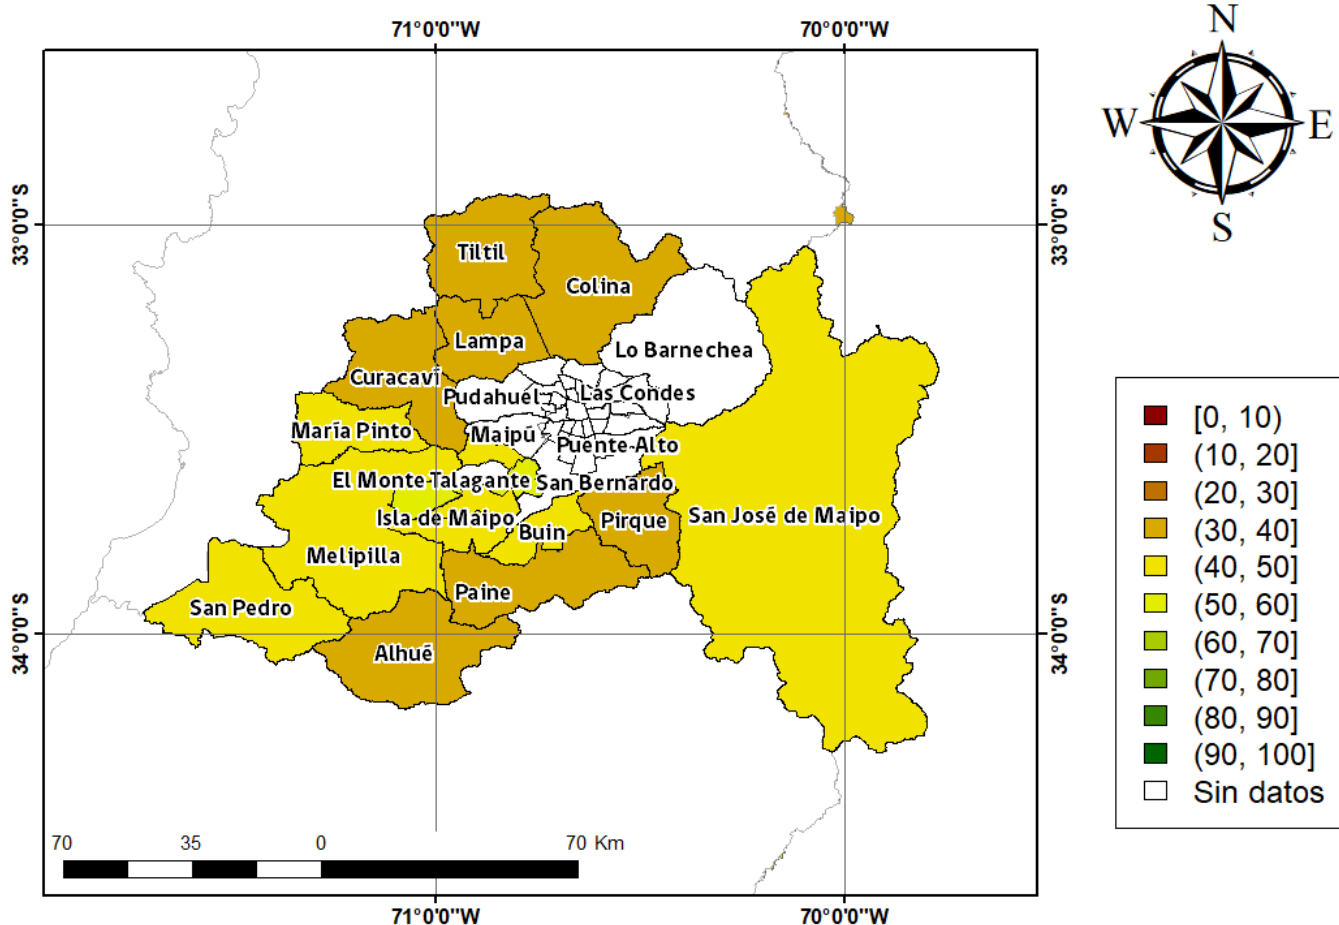 71°0'0"W 70°0'0"W
N
W E
S
33°0'0"S 33°0'0"S
Tiltil
Colina
Lampa
Lo Barnechea
Curacaví
Pudahuel Las Condes
María Pinto Maipú
Puente Alto
El Monte Talagante San Bernardo
Isla de Maipo Pirque San José de Maipo
Buin
Melipilla
Paine
San Pedro
Alhué
34°0'0"S 34°0'0"S
[0, 10)
(10, 20]
(20, 30]
(30, 40]
(40, 50]
(50, 60]
(60, 70]
(70, 80]
(80, 90]
(90, 100]
Sin datos
70 35 0 70 Km
71°0'0"W 70°0'0"W